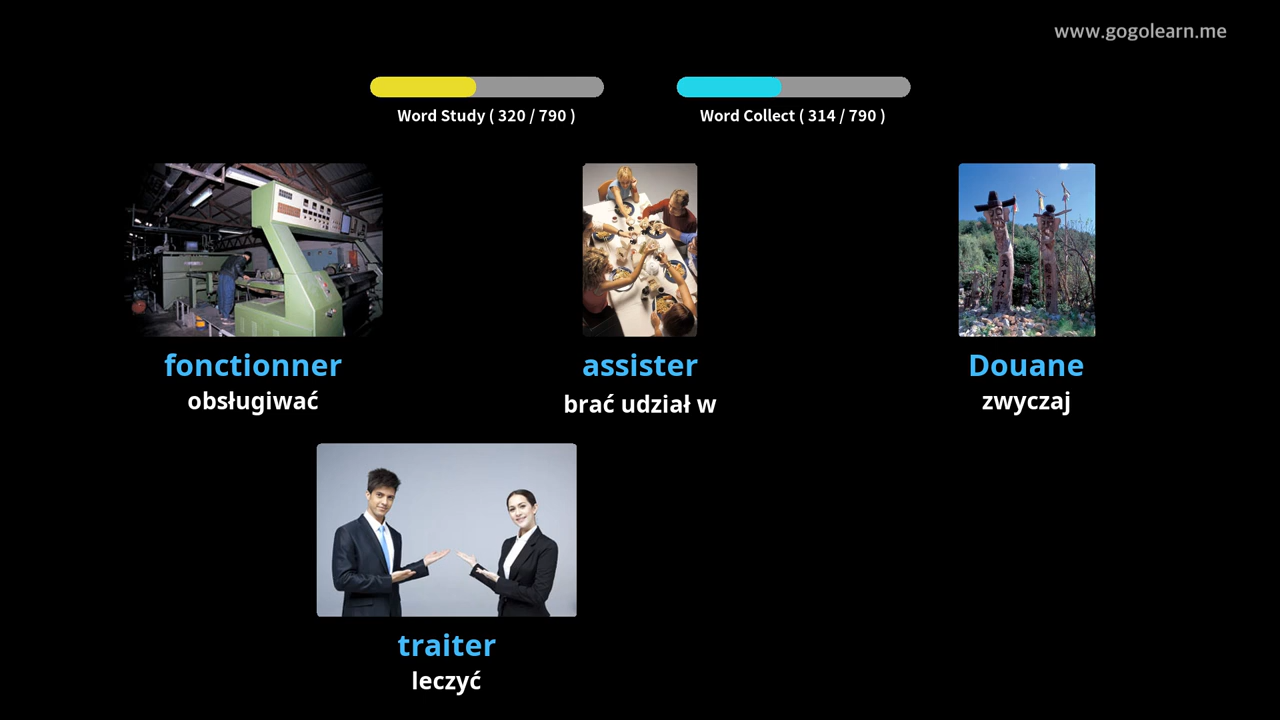 www.gogolearn.me
Word Study ( 320 / 790 )
Word Collect ( 314 / 790 )
fonctionner
obsługiwać
assister
brać udział w
Douane
zwyczaj
traiter
leczyć